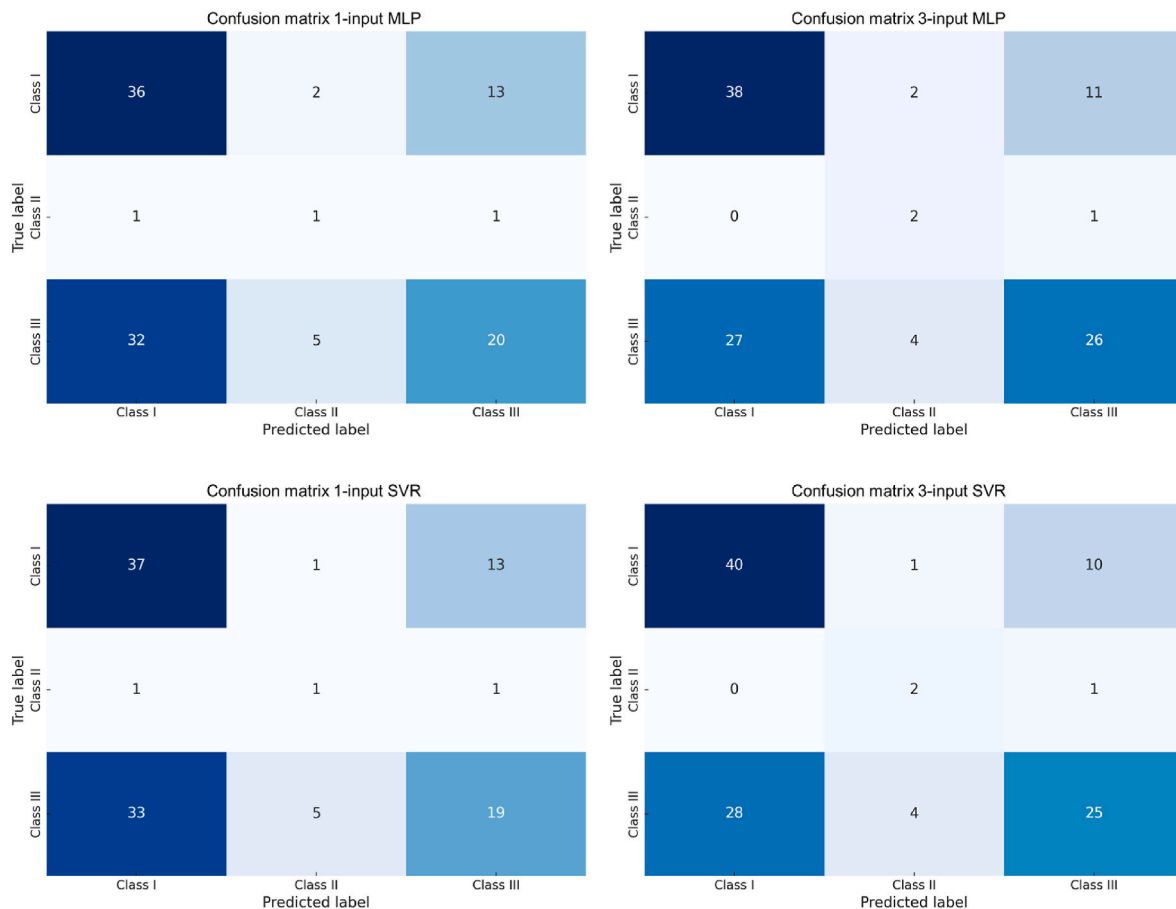 Confusion matrix 1-input MLP
Class I
36
2
13
True label
Class II
1
1
1
Class III
32
5
20
Class I
Class II
Class III
Predicted label
Confusion matrix 3-input MLP
Class I
38
2
11
True label
Class II
0
2
1
Class III
27
4
26
Class I
Class II
Class III
Predicted label
Confusion matrix 1-input SVR
Class I
37
1
13
True label
Class II
1
1
1
Class III
33
5
19
Class I
Class II
Class III
Predicted label
Confusion matrix 3-input SVR
Class I
40
1
10
True label
Class II
0
2
1
Class III
28
4
25
Class I
Class II
Class III
Predicted label